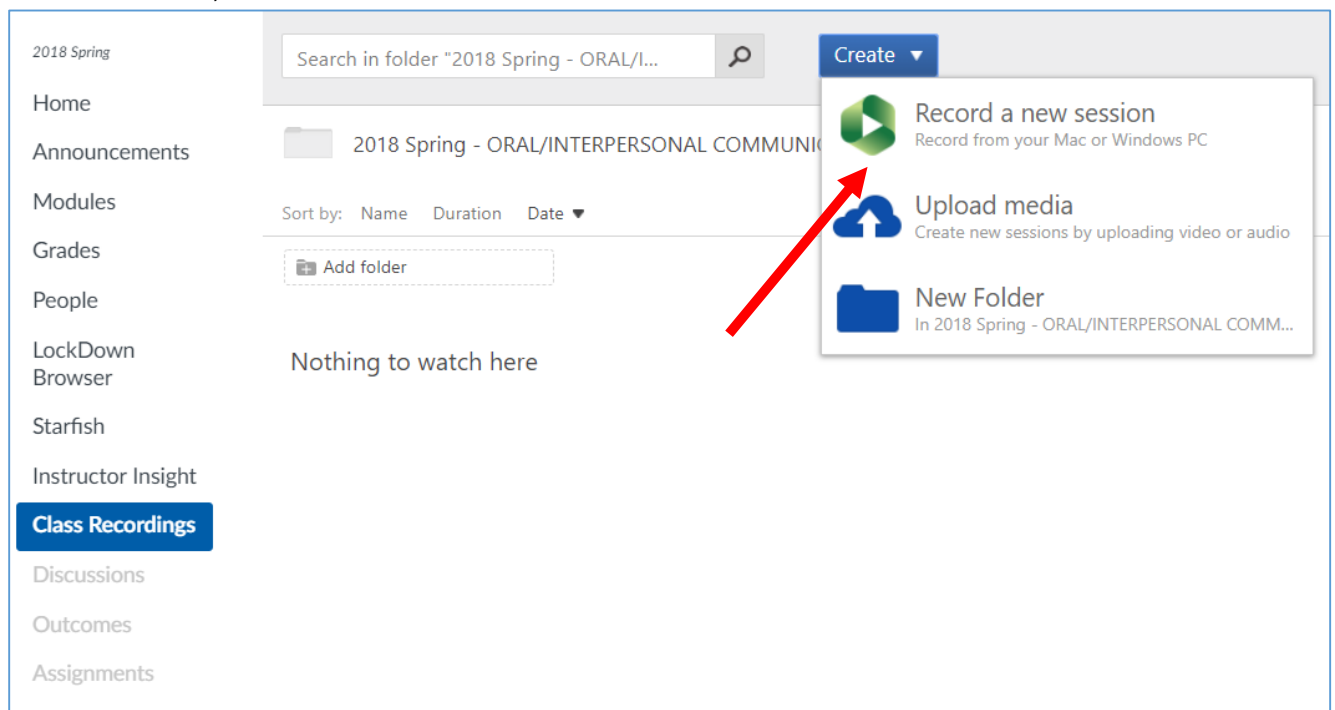 2018 Spring
Home
Announcements
Modules
Grades
People
LockDown
Browser
Starfish
Instructor Insight
Class Recordings
Discussions
Outcomes
Assignments
Search in folder "2018 Spring - ORAL/I...
Create
2018 Spring - ORAL/INTERPERSONAL COMMUNI
Sort by: Name Duration Date
Add folder
Nothing to watch here
Record a new session
Record from your Mac or Windows PC
Upload media
Create new sessions by uploading video or audio
New Folder
In 2018 Spring - ORAL/INTERPERSONAL COMM...